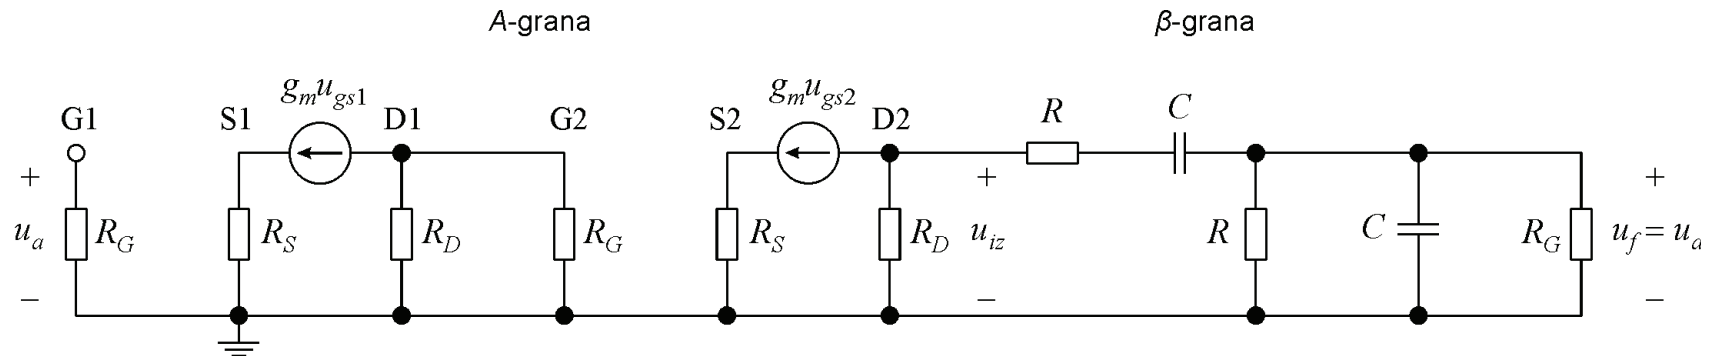 A-grana β-grana
g_m u_gs1 g_m u_gs2
G1 S1 D1 G2 S2 D2 R C
+ + +
u_a R_G R_S R_D R_G R_S R_D u_iz R C R_G u_f = u_a
− − −